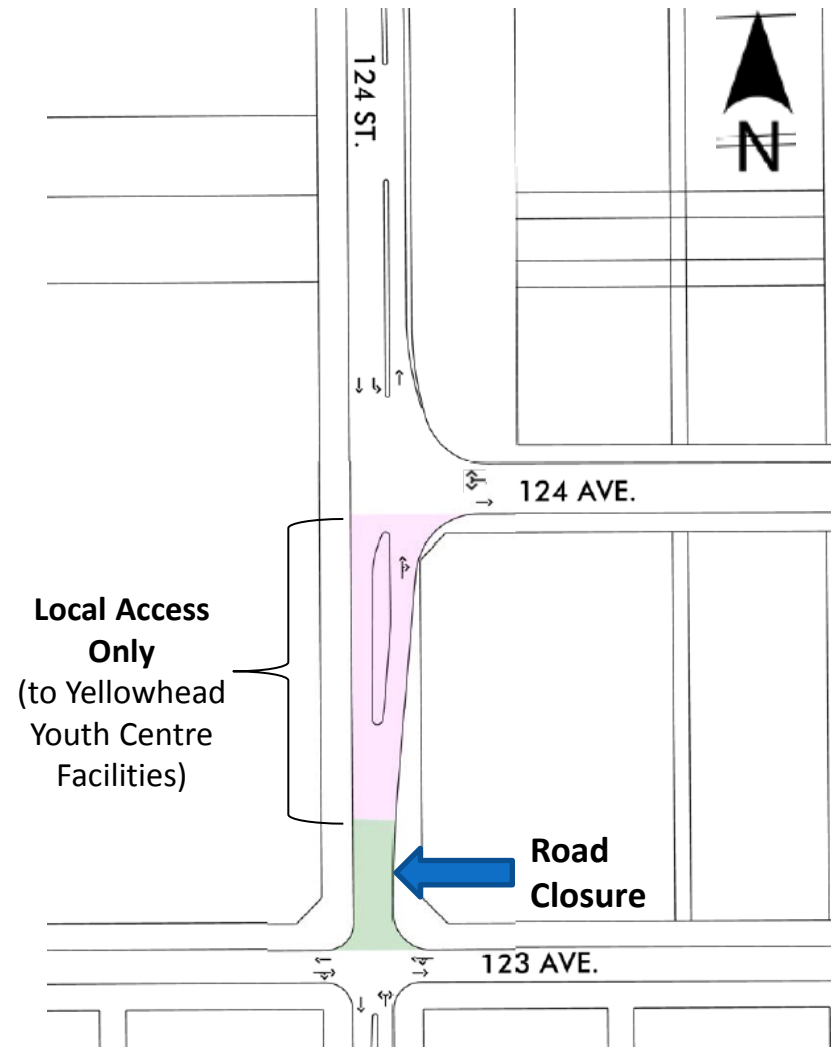 124 ST.
N
124 AVE.
Local Access
Only
(to Yellowhead
Youth Centre
Facilities)
Road
Closure
123 AVE.